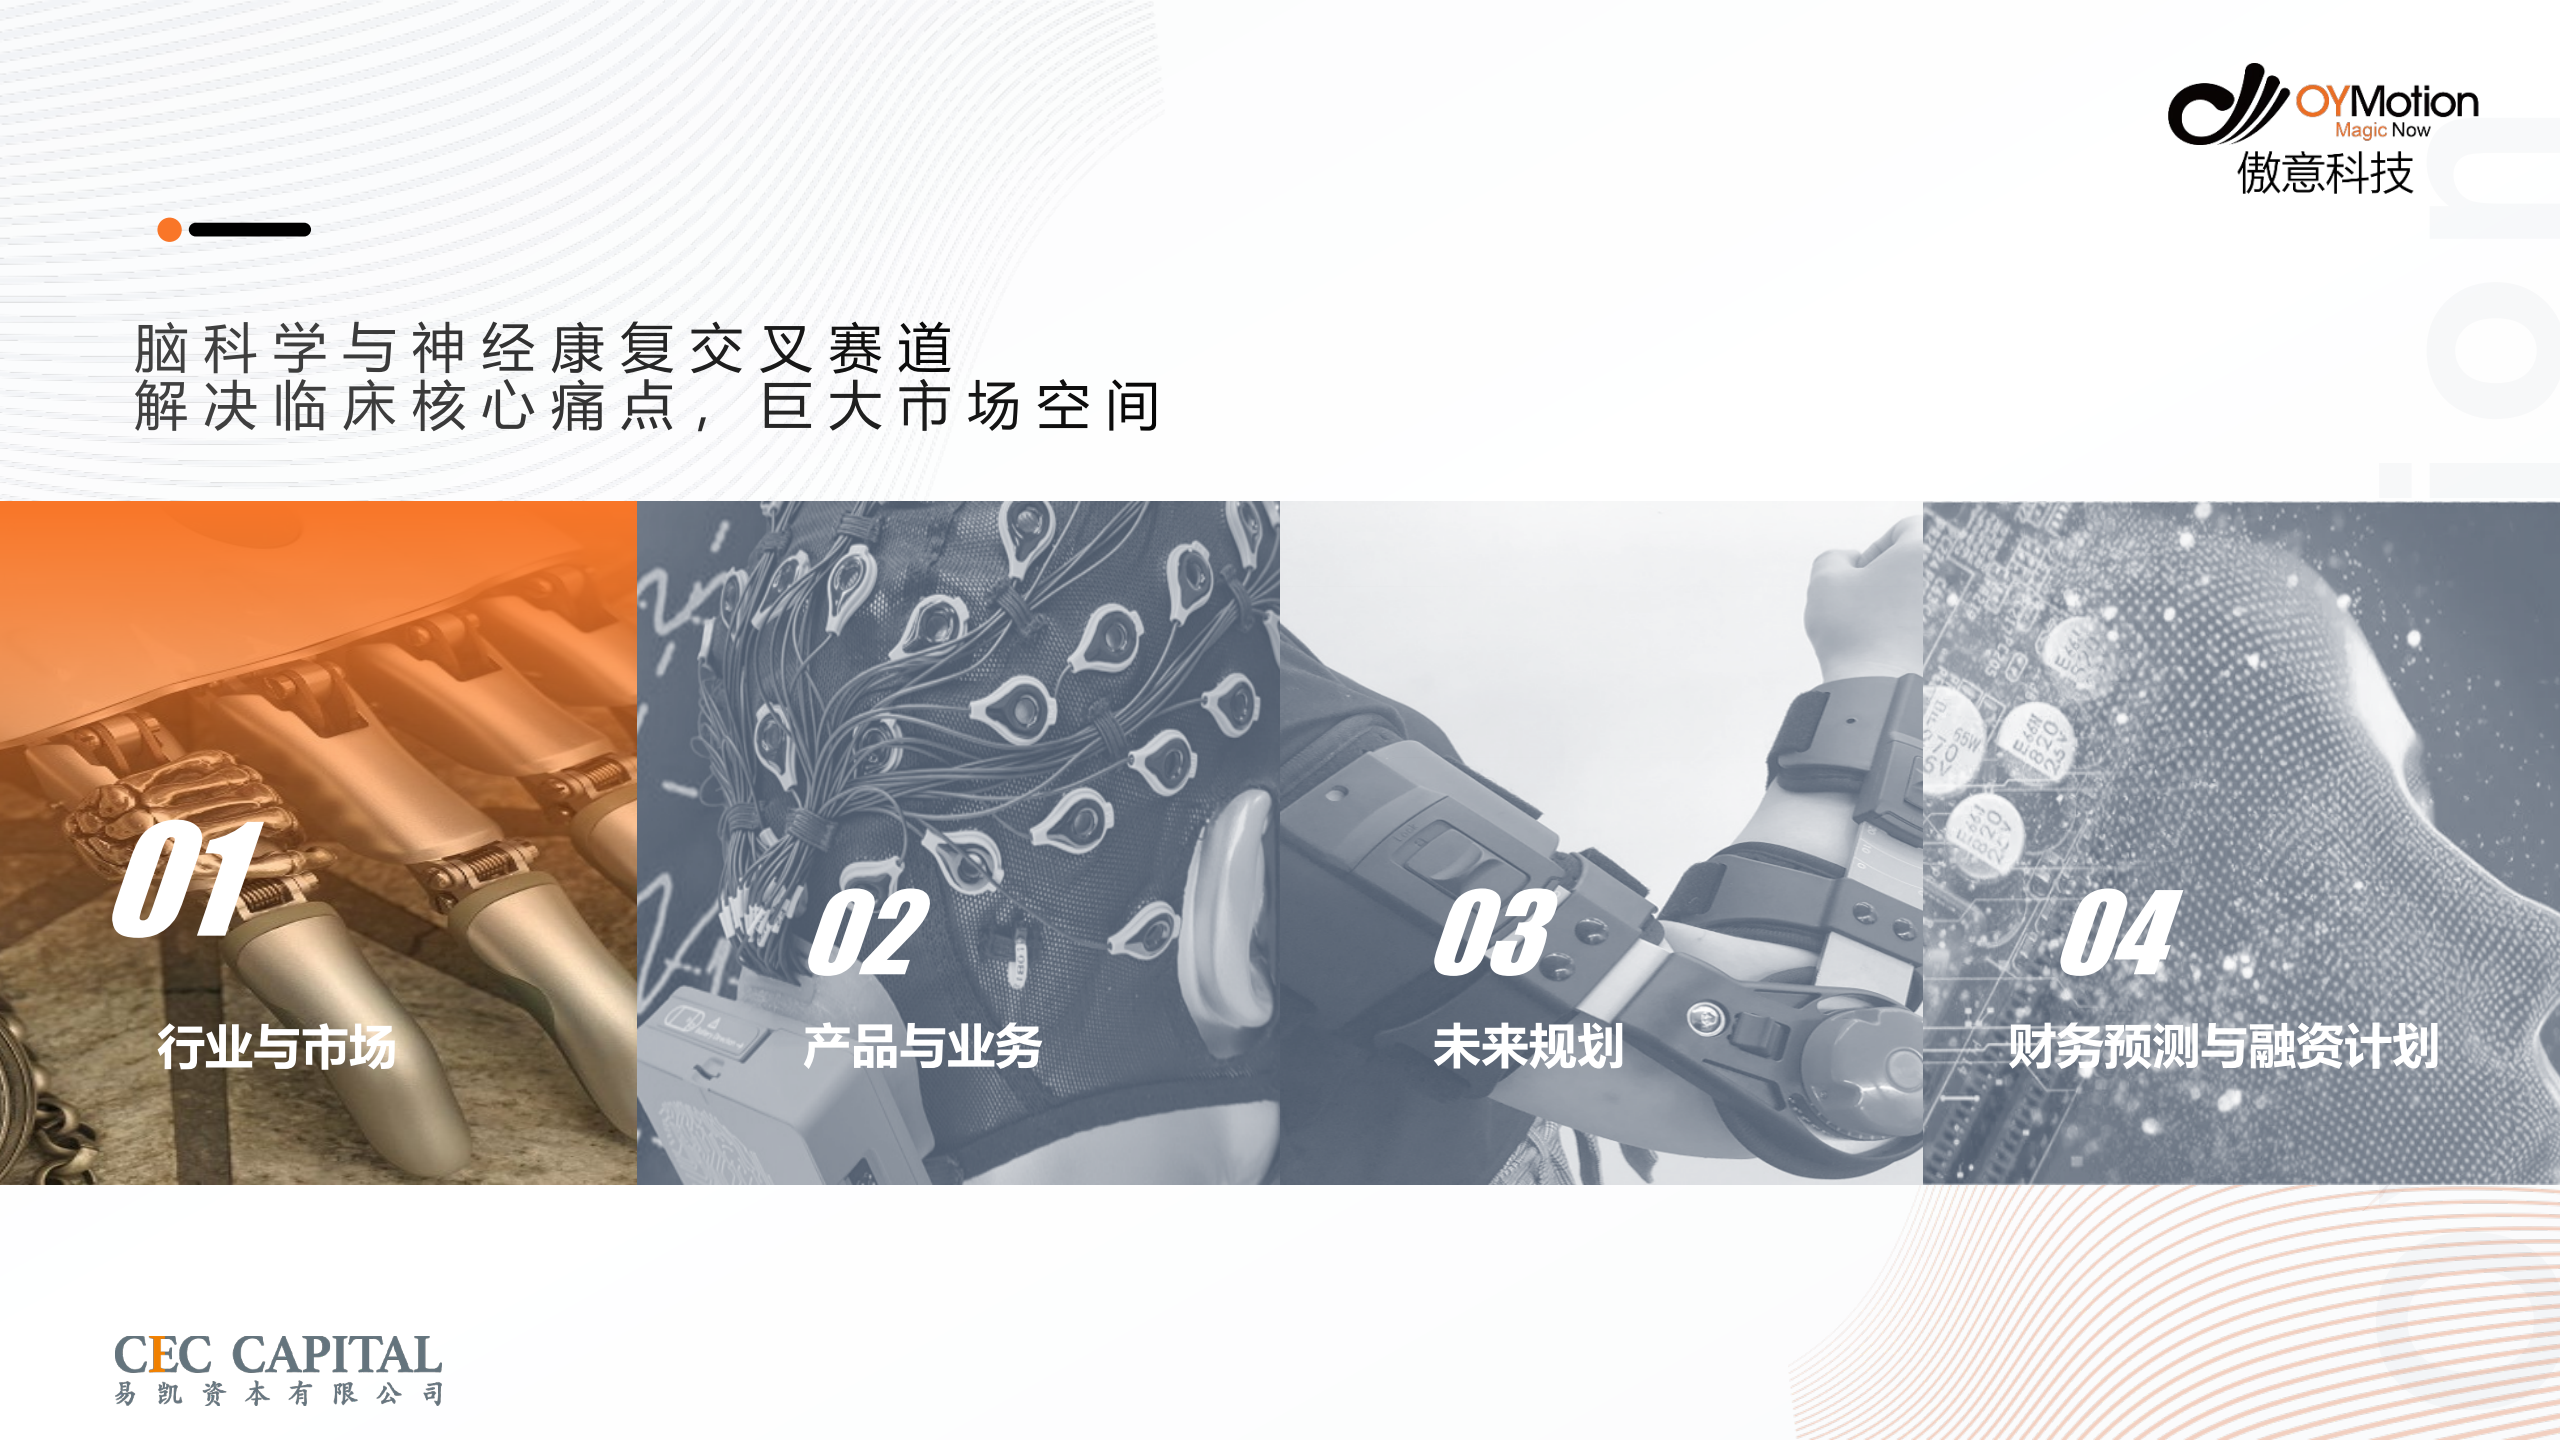 OYMotion
Magic Now
傲意科技
脑科学与神经康复交叉赛道
解决临床核心痛点，巨大市场空间
01
行业与市场
02
产品与业务
03
未来规划
04
财务预测与融资计划
CEC CAPITAL
易凯资本有限公司